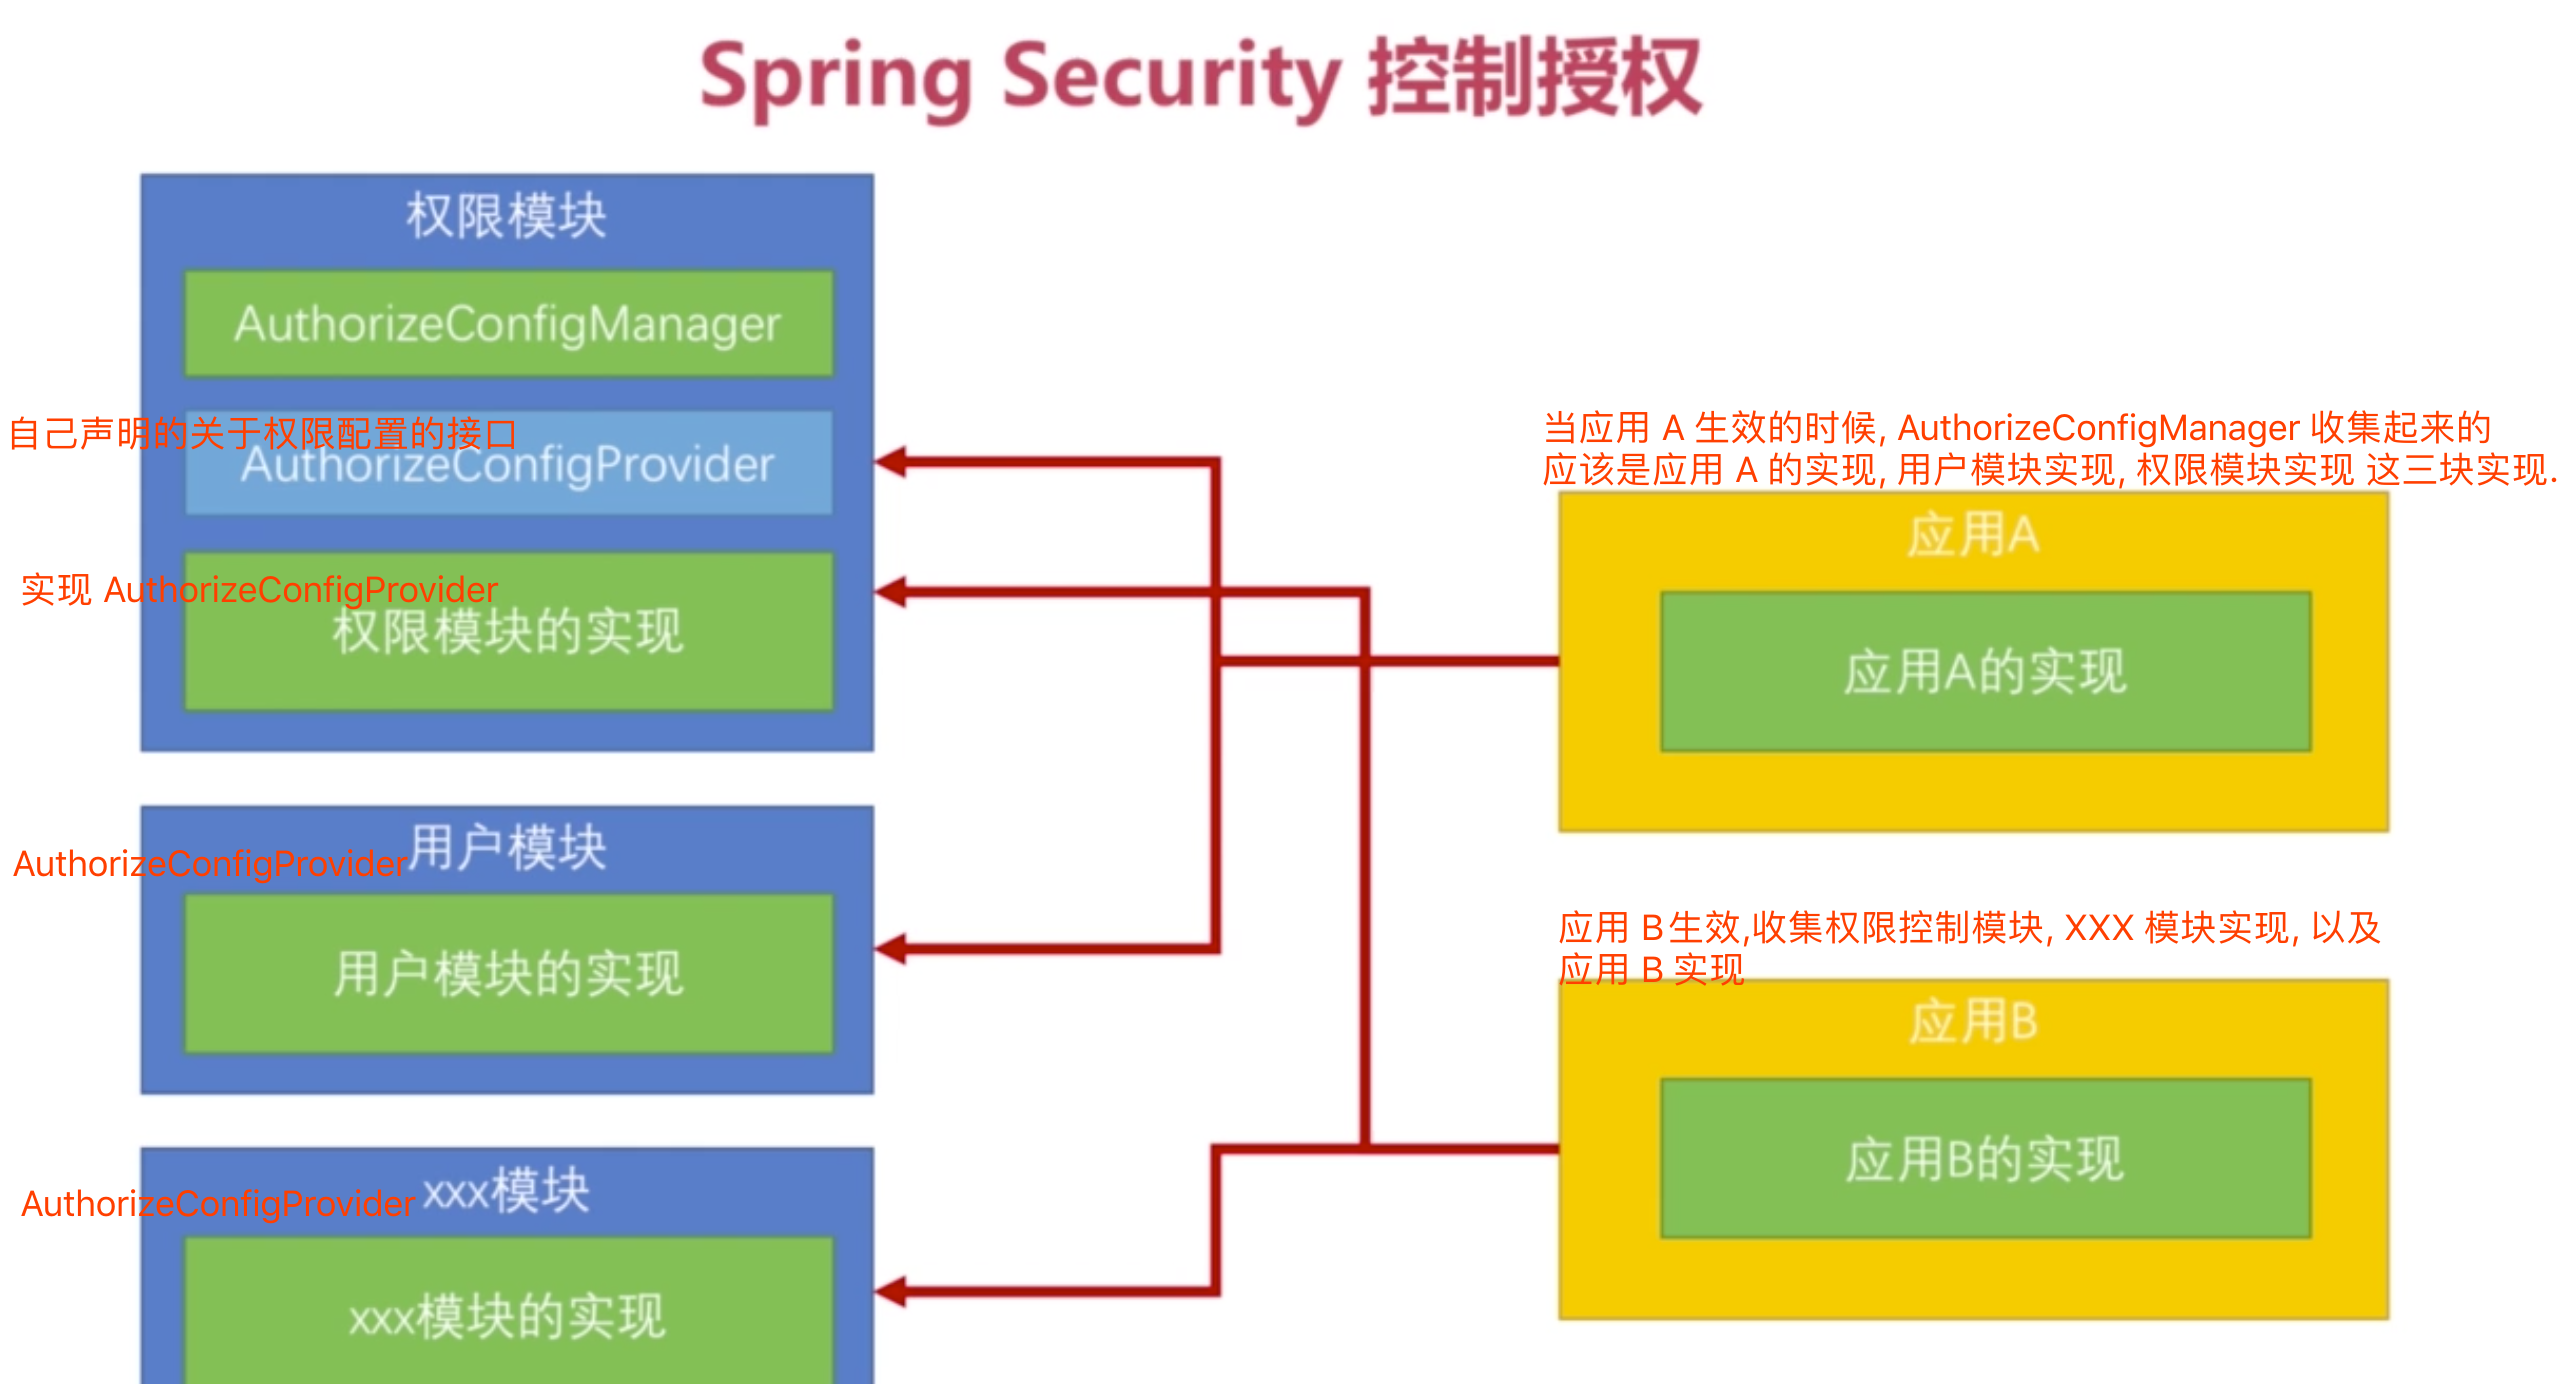 Spring Security 控制授权
权限模块
AuthorizeConfigManager
自己声明的关于权限配置的接口
AuthorizeConfigProvider
实现 AuthorizeConfigProvider
权限模块的实现
用户模块
AuthorizeConfigProvider
用户模块的实现
xxx模块
AuthorizeConfigProvider
xxx模块的实现
当应用 A 生效的时候, AuthorizeConfigManager 收集起来的
应该是应用 A 的实现, 用户模块实现, 权限模块实现 这三块实现.
应用A
应用A的实现
应用 B生效,收集权限控制模块, XXX 模块实现, 以及
应用 B 实现
应用B
应用B的实现